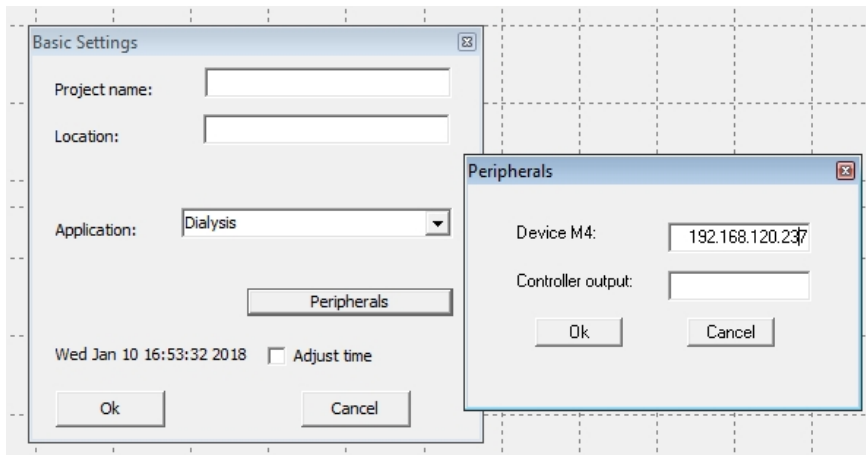 Basic Settings
Project name:
Location:
Application: Dialysis
Peripherals
Wed Jan 10 16:53:32 2018 Adjust time
Ok Cancel
Peripherals
Device M4: 192.168.120.237
Controller output:
Ok Cancel